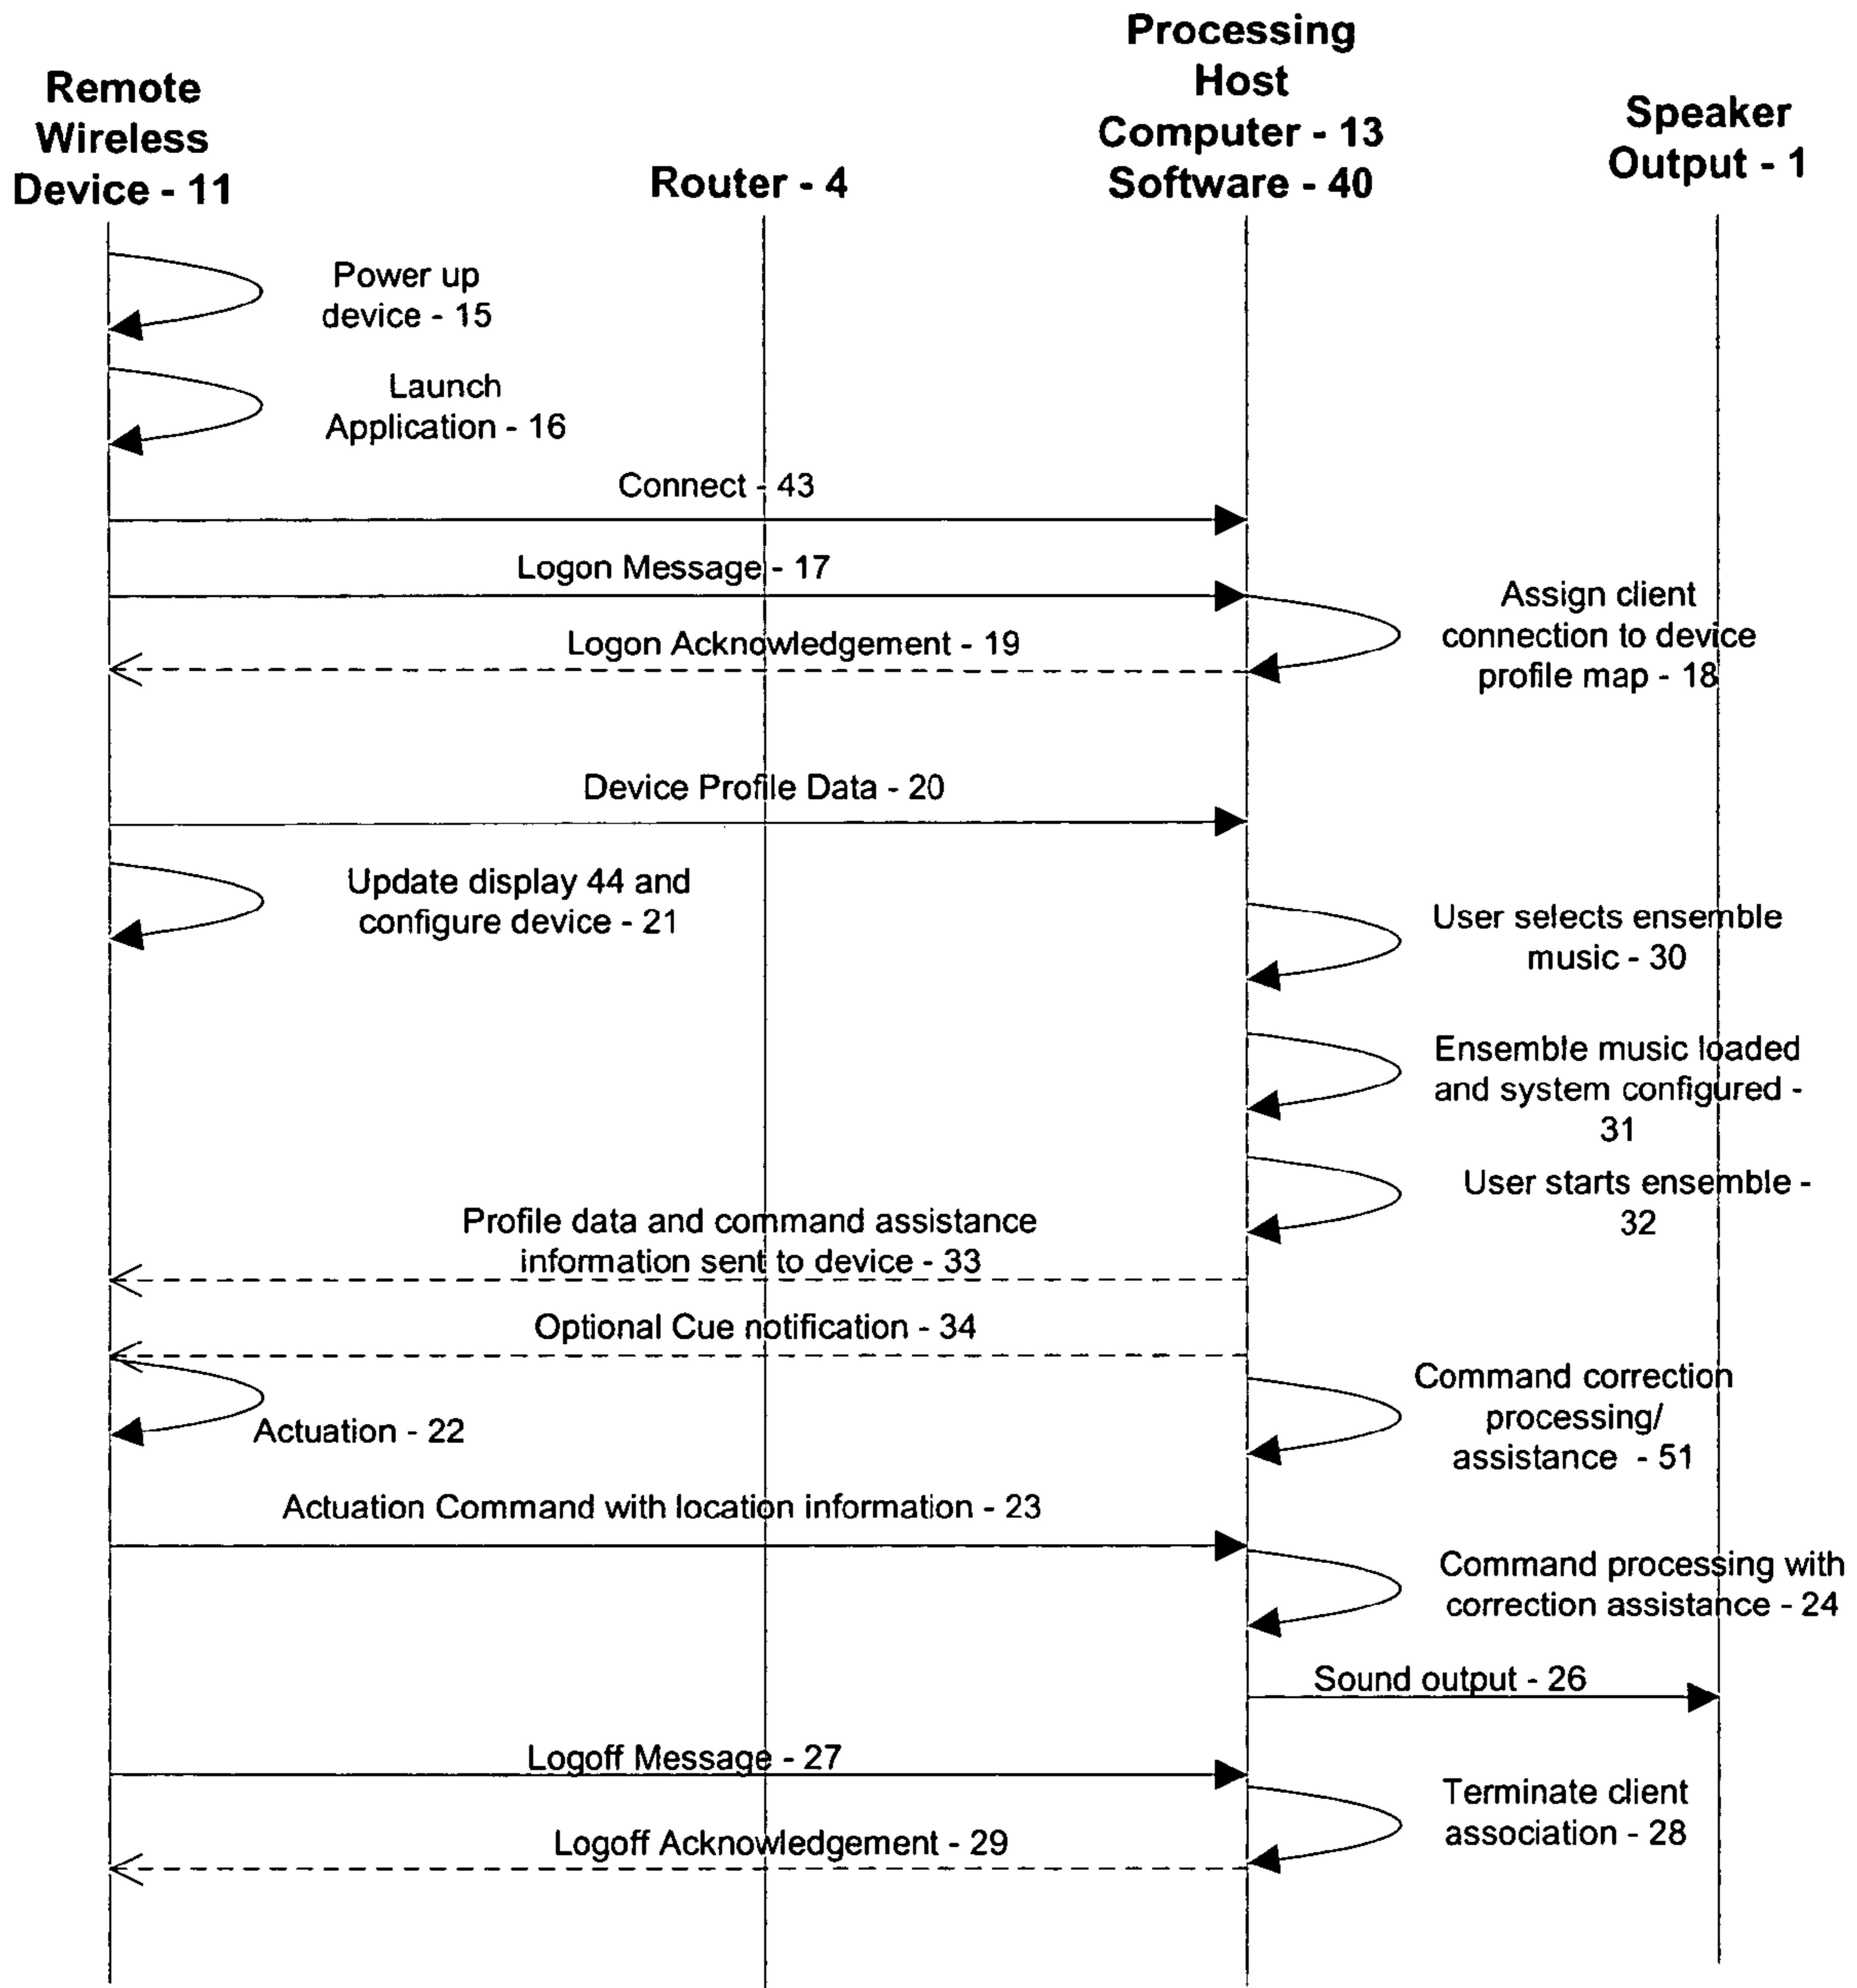 Remote
Wireless
Device - 11
Router - 4
Processing
Host
Computer - 13
Software - 40
Speaker
Output - 1
Power up
device - 15
Launch
Application - 16
Connect - 43
Logon Message - 17
Assign client
connection to device
profile map - 18
Logon Acknowledgement - 19
Device Profile Data - 20
Update display 44 and
configure device - 21
User selects ensemble
music - 30
Ensemble music loaded
and system configured -
31
User starts ensemble -
32
Profile data and command assistance
information sent to device - 33
Optional Cue notification - 34
Actuation - 22
Command correction
processing/
assistance - 51
Actuation Command with location information - 23
Command processing with
correction assistance - 24
Sound output - 26
Logoff Message - 27
Terminate client
association - 28
Logoff Acknowledgement - 29